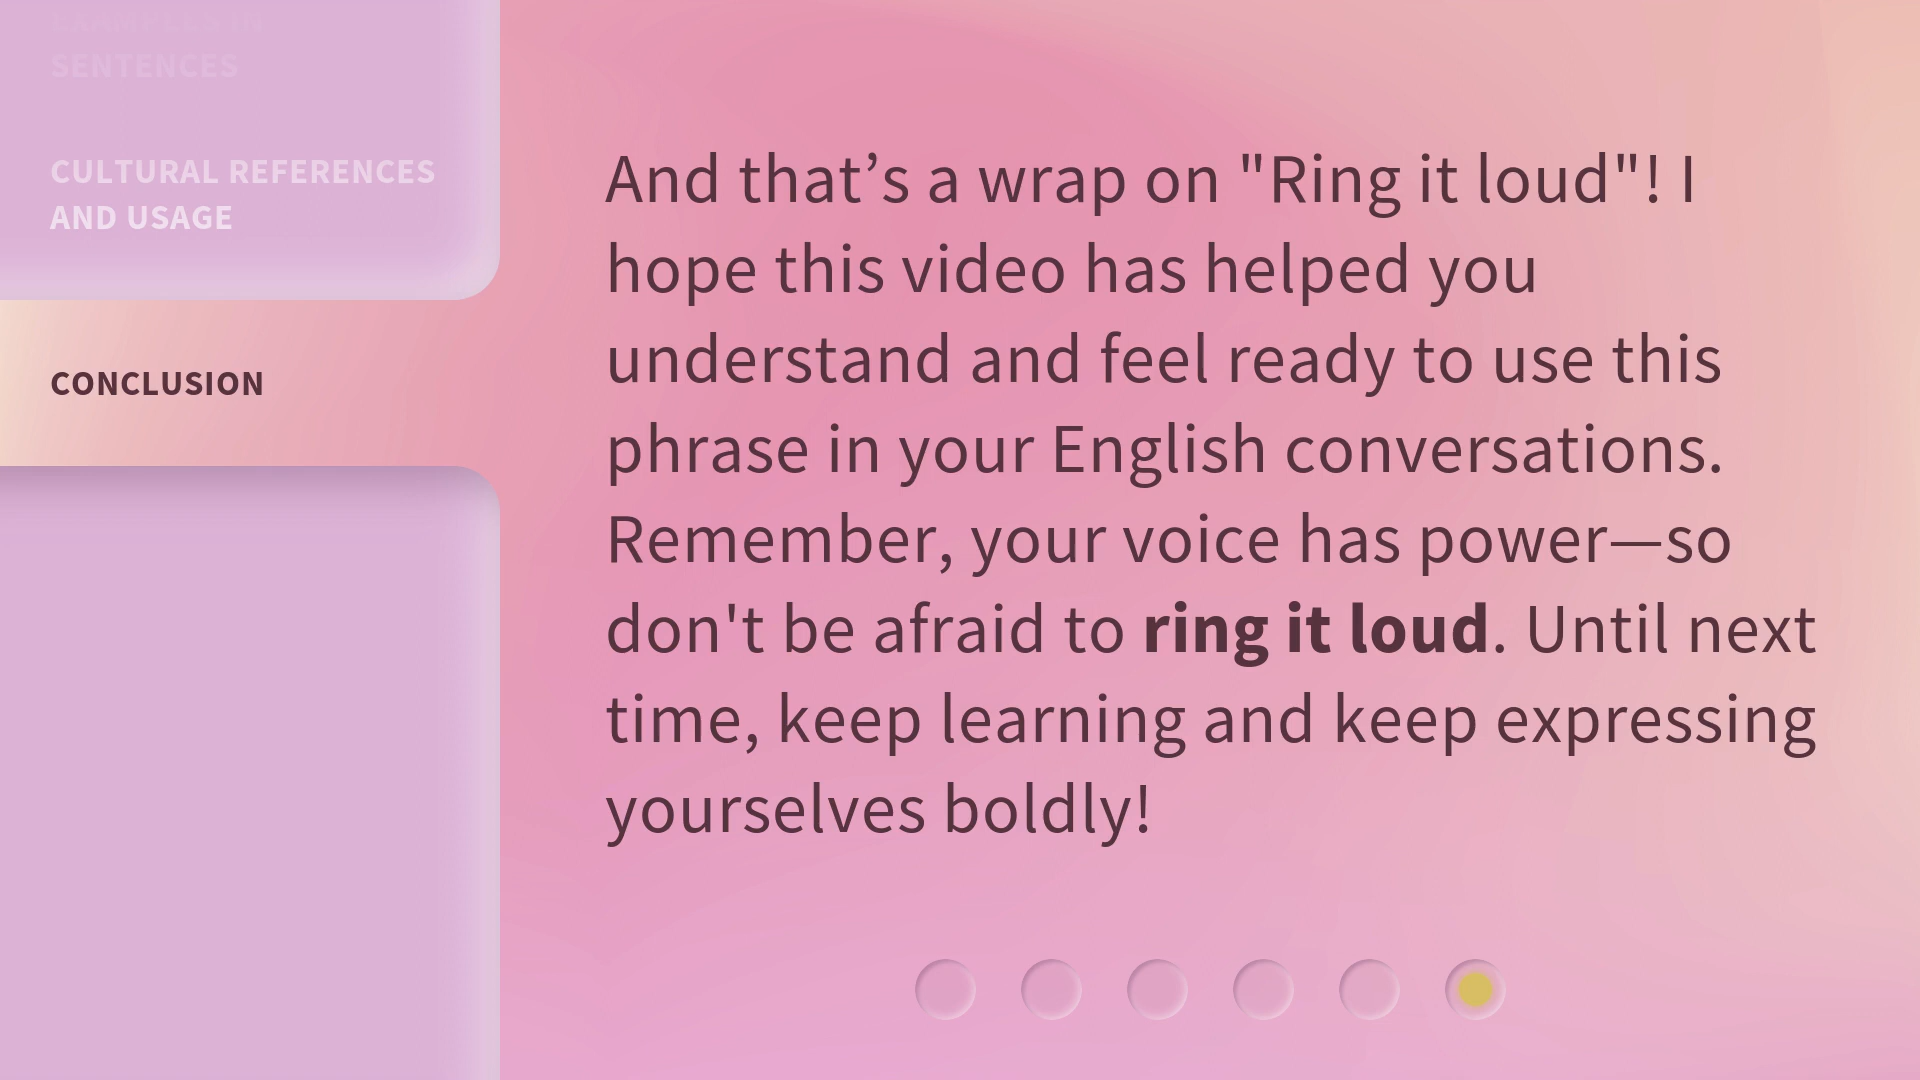 SENTENCES
CULTURAL REFERENCES
AND USAGE
CONCLUSION
And that’s a wrap on "Ring it loud"! I
hope this video has helped you
understand and feel ready to use this
phrase in your English conversations.
Remember, your voice has power—so
don't be afraid to ring it loud. Until next
time, keep learning and keep expressing
yourselves boldly!